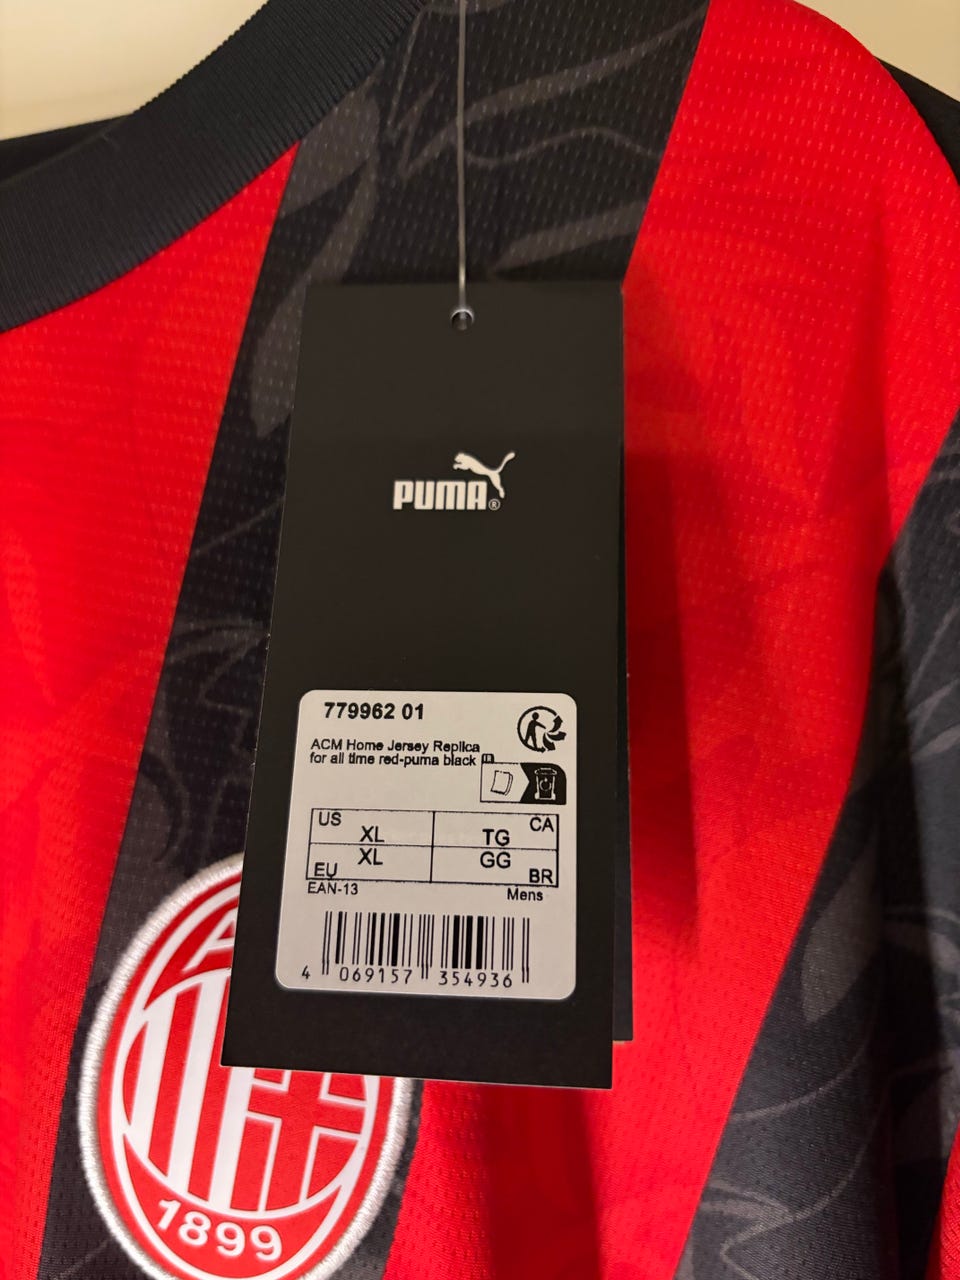 PUMA®
779962 01
ACM Home Jersey Replica
for all time red-puma black
US XL TG CA
EU XL GG BR
EAN-13 Mens
4 069157 354936
A
1899